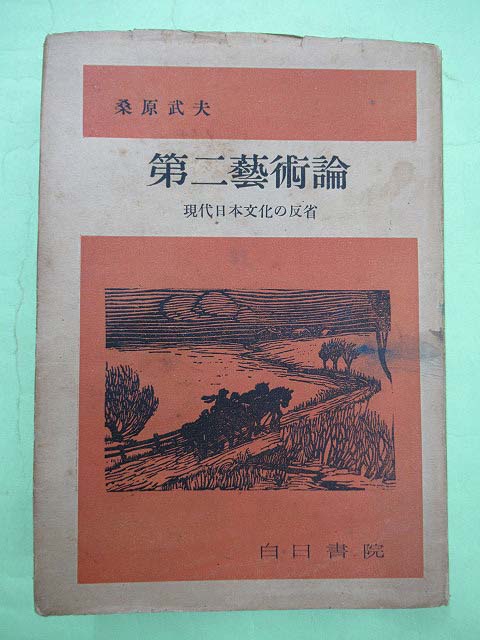 桑原武夫
第二藝術論
現代日本文化の反省
白日書院